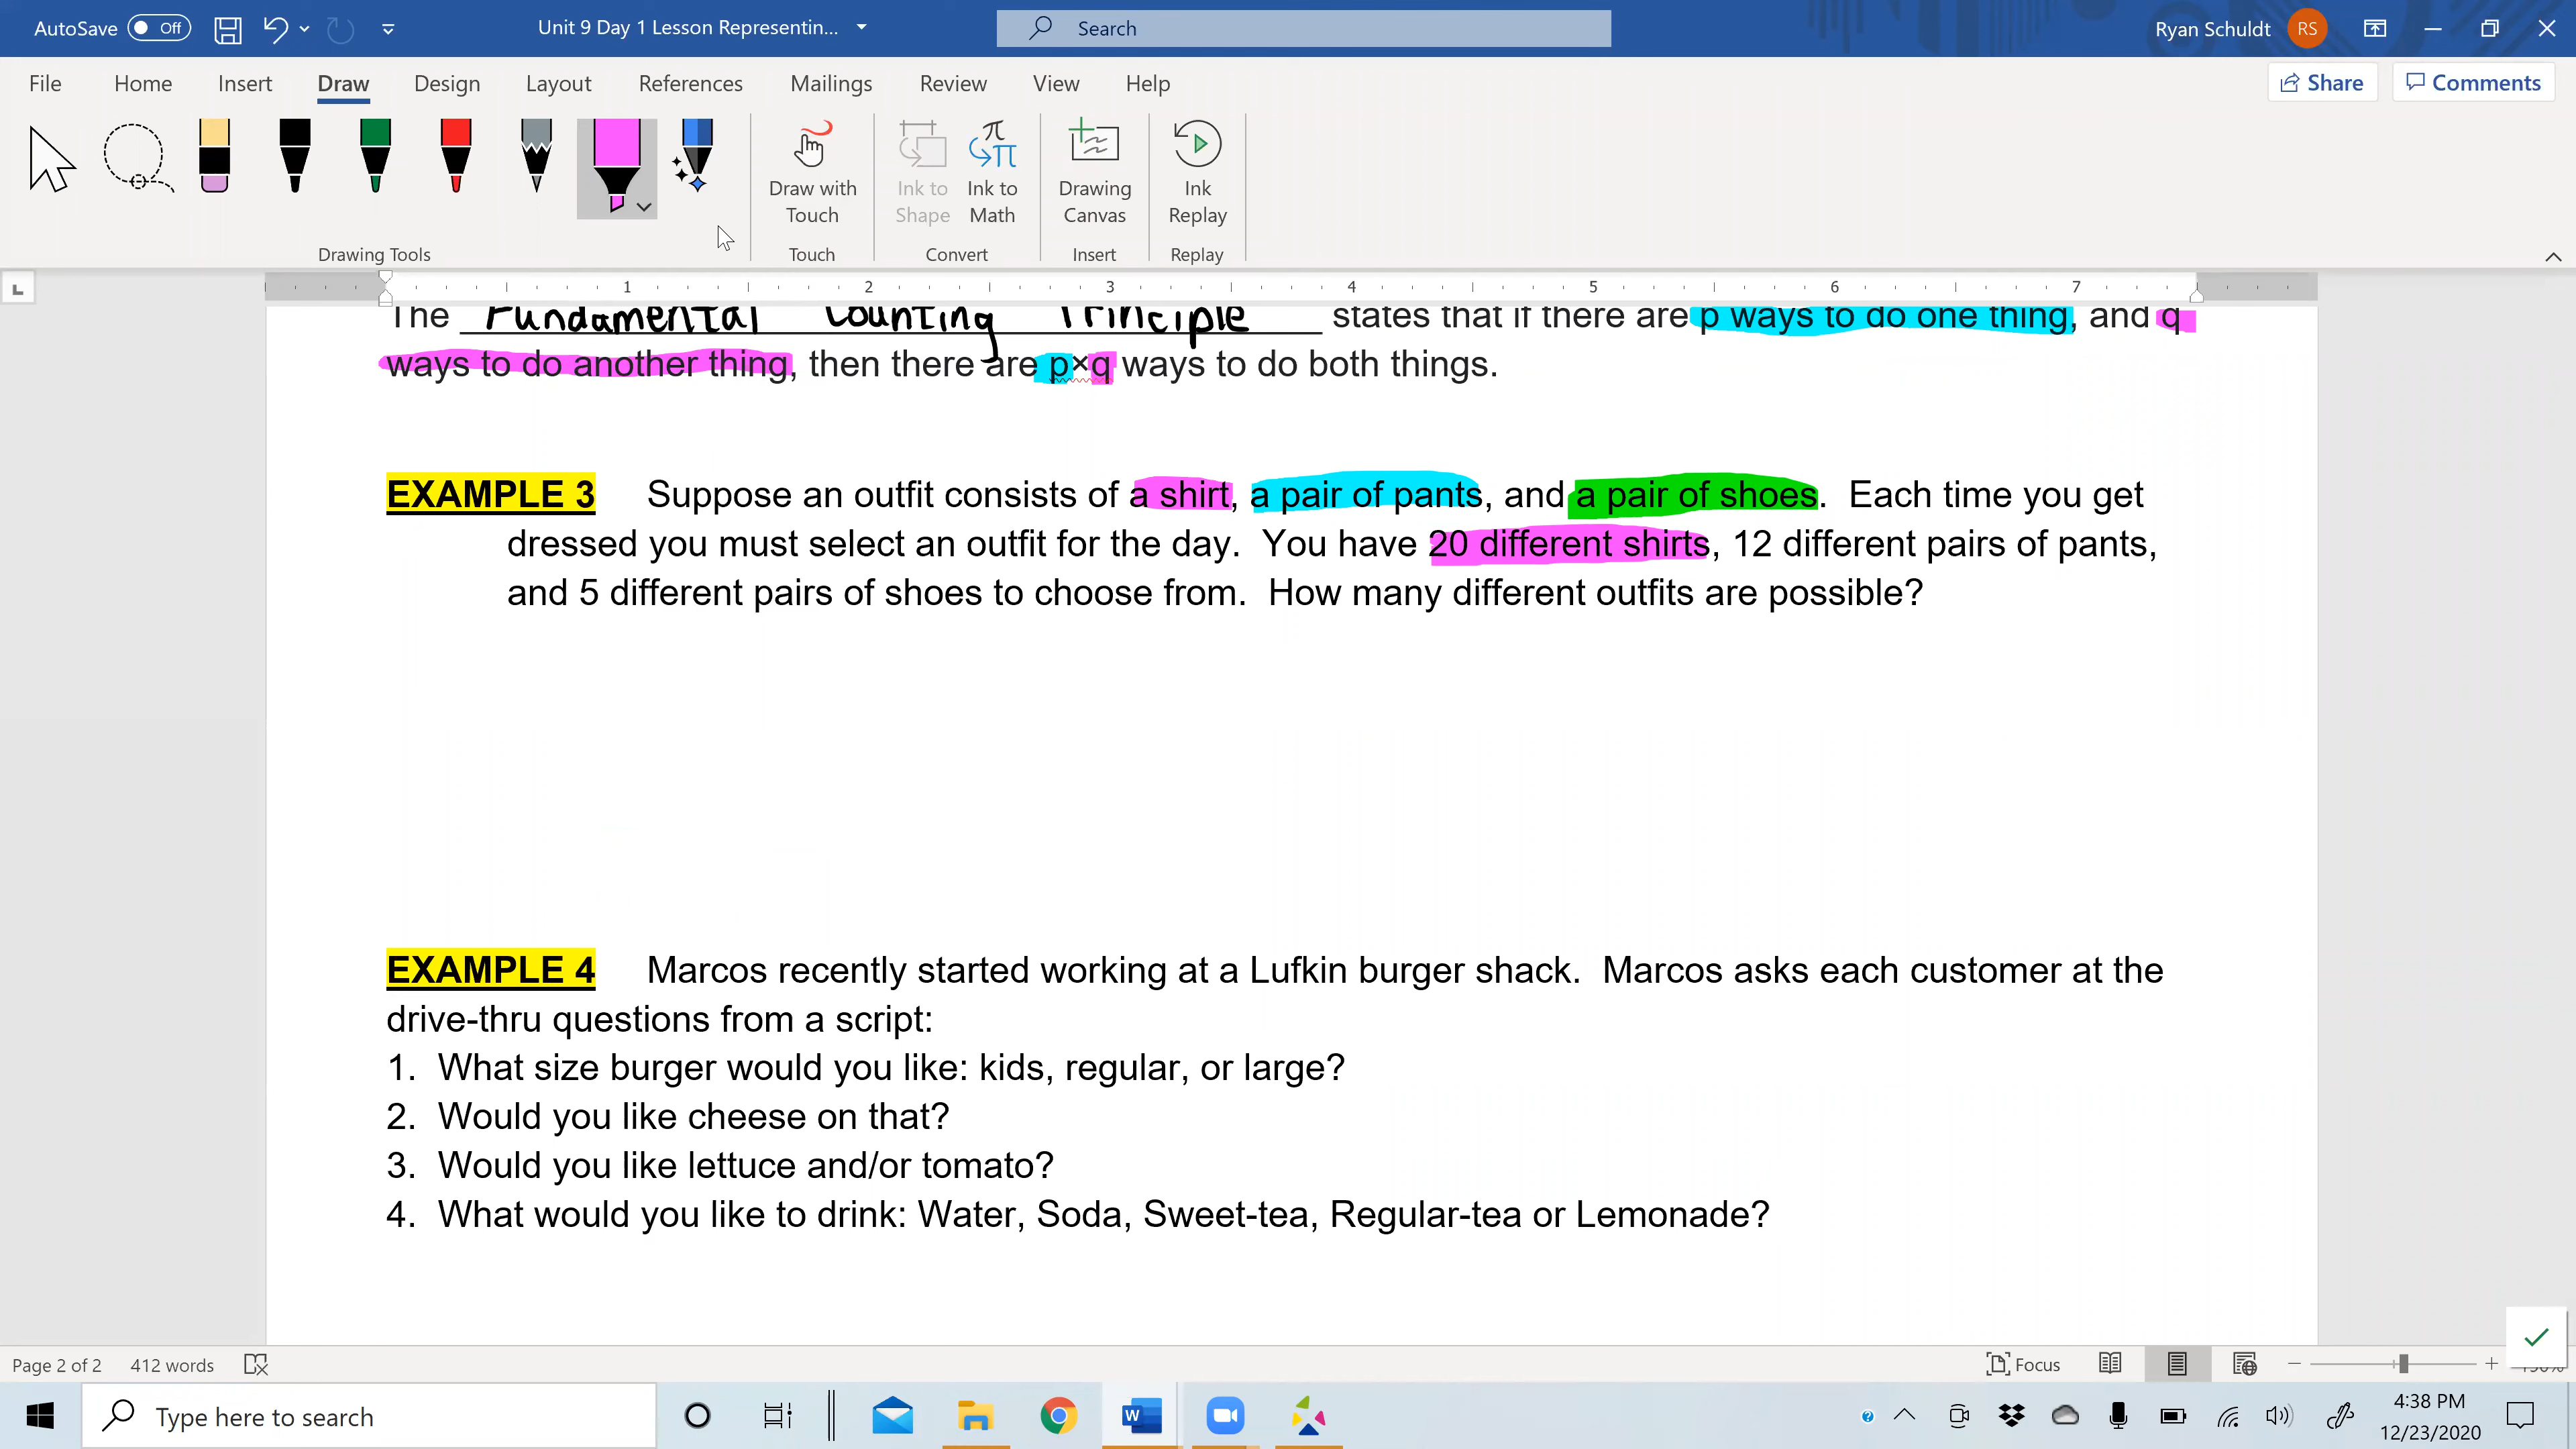 AutoSave Off Unit 9 Day 1 Lesson Representin... Search Ryan Schuldt RS
File Home Insert Draw Design Layout References Mailings Review View Help Share Comments
Draw with Touch Ink to Shape Ink to Math Drawing Canvas Ink Replay
Drawing Tools Touch Convert Insert Replay
1 2 3 4 5 6 7
The Fundamental Counting Principle states that if there are p ways to do one thing, and q
ways to do another thing, then there are p×q ways to do both things.
EXAMPLE 3 Suppose an outfit consists of a shirt, a pair of pants, and a pair of shoes. Each time you get
dressed you must select an outfit for the day. You have 20 different shirts, 12 different pairs of pants,
and 5 different pairs of shoes to choose from. How many different outfits are possible?
EXAMPLE 4 Marcos recently started working at a Lufkin burger shack. Marcos asks each customer at the
drive-thru questions from a script:
1. What size burger would you like: kids, regular, or large?
2. Would you like cheese on that?
3. Would you like lettuce and/or tomato?
4. What would you like to drink: Water, Soda, Sweet-tea, Regular-tea or Lemonade?
Page 2 of 2 412 words Focus
Type here to search 4:38 PM
12/23/2020